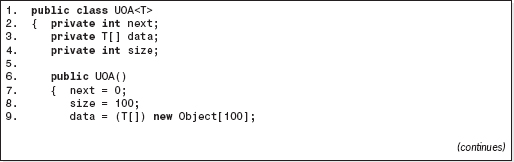 1. public class UOA<T>
2. { private int next;
3. private T[] data;
4. private int size;
5.
6. public UOA()
7. { next = 0;
8. size = 100;
9. data = (T[]) new Object[100];
(continues)